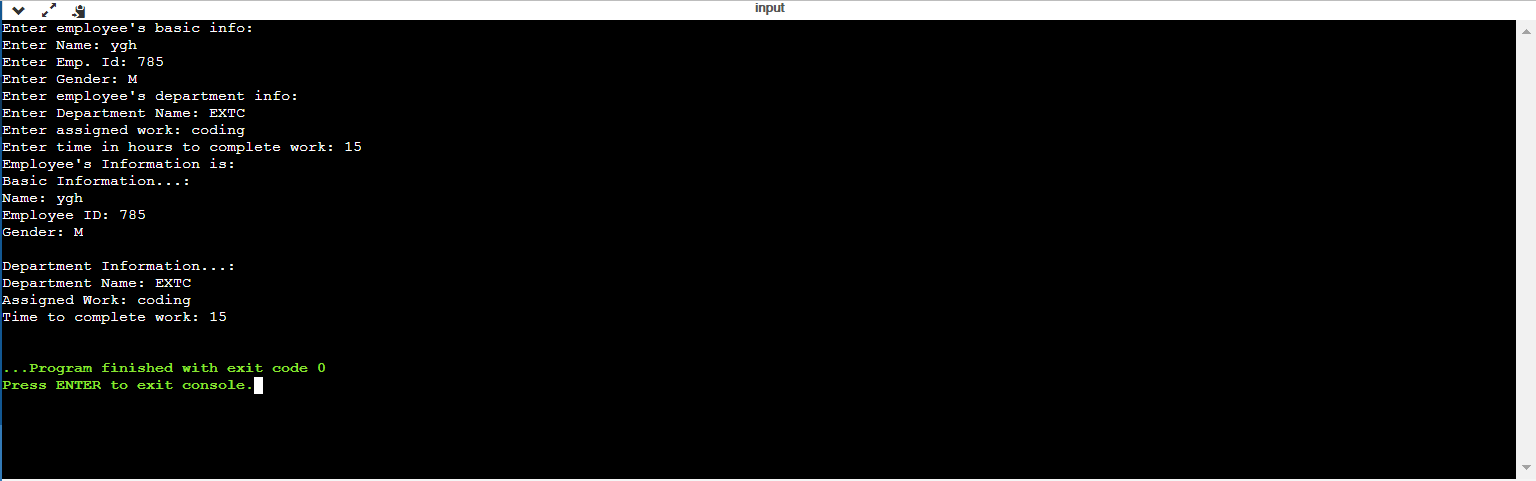 input
Enter employee's basic info:
Enter Name: ygh
Enter Emp. Id: 785
Enter Gender: M
Enter employee's department info:
Enter Department Name: EXTC
Enter assigned work: coding
Enter time in hours to complete work: 15
Employee's Information is:
Basic Information...:
Name: ygh
Employee ID: 785
Gender: M
Department Information...:
Department Name: EXTC
Assigned Work: coding
Time to complete work: 15
...Program finished with exit code 0
Press ENTER to exit console.